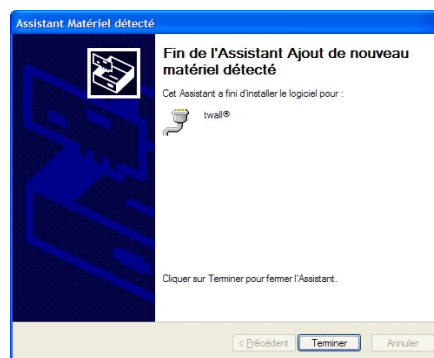 Assistant Matériel détecté
Fin de l'Assistant Ajout de nouveau
matériel détecté
Cet Assistant a fini d'installer le logiciel pour :
twall®
Cliquer sur Terminer pour fermer l'Assistant.
< Précédent
Terminer
Annuler